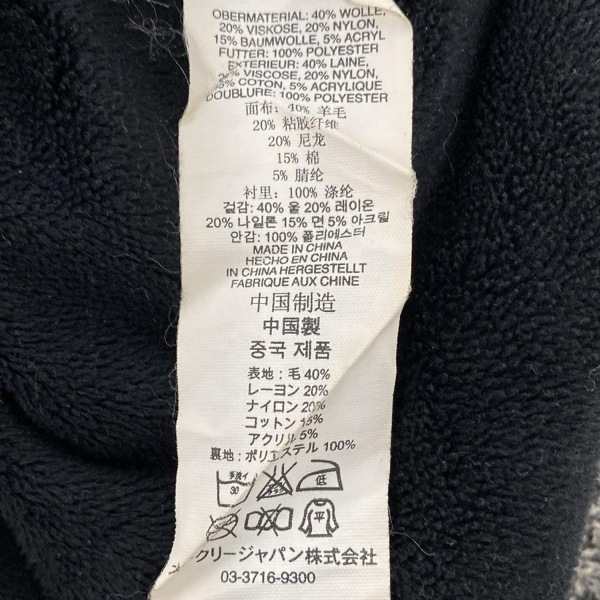 OBERMATERIAL: 40% WOLLE,
20% VISKOSE, 20% NYLON,
15% BAUMWOLLE, 5% ACRYL
FUTTER: 100% POLYESTER
EXTERIEUR: 40% LAINE,
20% VISCOSE, 20% NYLON,
COTON, 5% ACRYLIQUE
DOUBLURE: 100% POLYESTER
面布: 40% 羊毛
20% 粘胶纤维
20% 尼龙
15% 棉
5% 腈纶
衬里: 100% 涤纶
겉감: 40% 울 20% 레이온
20% 나일론 15% 면 5% 아크릴
안감: 100% 폴리에스터
MADE IN CHINA
HECHO EN CHINA
IN CHINA HERGESTELLT
FABRIQUE AUX CHINE
中国制造
中国製
중국 제품
表地 : 毛 40%
レーヨン 20%
ナイロン 20%
コットン 15%
アクリル 5%
裏地 : ポリエステル 100%
手洗イ
30
低
平
クリージャパン株式会社
03-3716-9300